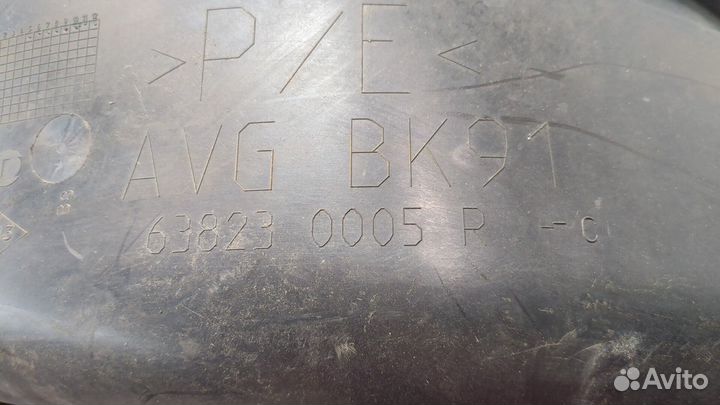 >P/E<
AVG BK91
63823 0005 R -c
Avito